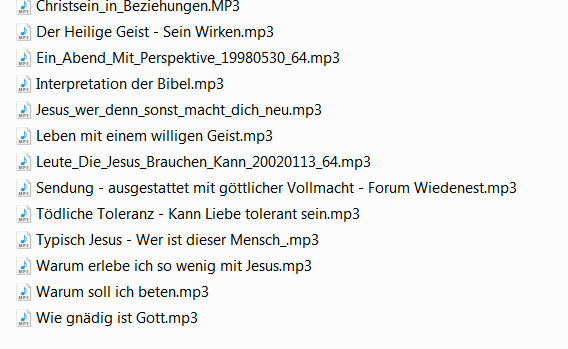 Christsein_in_Beziehungen.MP3
Der Heilige Geist - Sein Wirken.mp3
Ein_Abend_Mit_Perspektive_19980530_64.mp3
Interpretation der Bibel.mp3
Jesus_wer_denn_sonst_macht_dich_neu.mp3
Leben mit einem willigen Geist.mp3
Leute_Die_Jesus_Brauchen_Kann_20020113_64.mp3
Sendung - ausgestattet mit göttlicher Vollmacht - Forum Wiedenest.mp3
Tödliche Toleranz - Kann Liebe tolerant sein.mp3
Typisch Jesus - Wer ist dieser Mensch_.mp3
Warum erlebe ich so wenig mit Jesus.mp3
Warum soll ich beten.mp3
Wie gnädig ist Gott.mp3